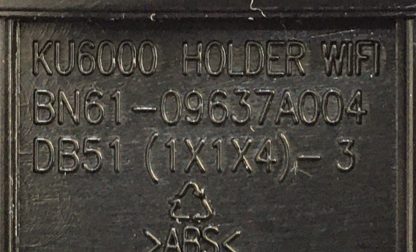 KU6000 HOLDER WIFI
BN61-09637A004
DB51 (1X1X4)-3
>ABS<